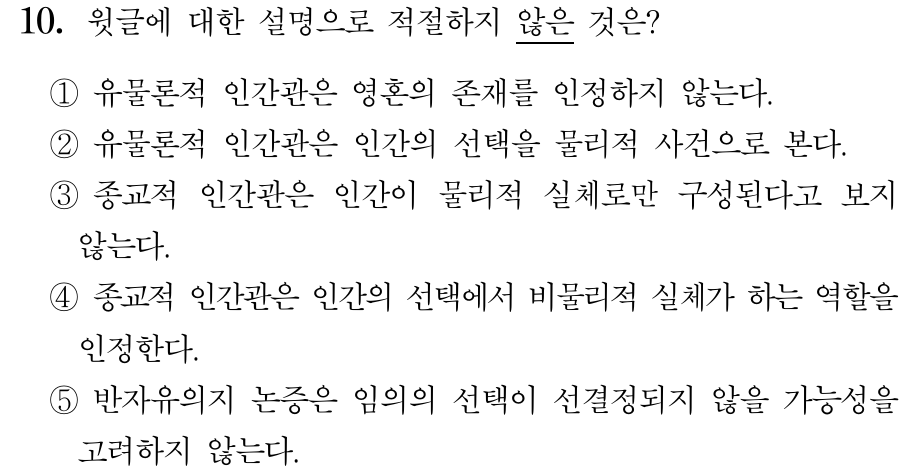 10. 윗글에 대한 설명으로 적절하지 않은 것은?
① 유물론적 인간관은 영혼의 존재를 인정하지 않는다.
② 유물론적 인간관은 인간의 선택을 물리적 사건으로 본다.
③ 종교적 인간관은 인간이 물리적 실체로만 구성된다고 보지
않는다.
④ 종교적 인간관은 인간의 선택에서 비물리적 실체가 하는 역할을
인정한다.
⑤ 반자유의지 논증은 임의의 선택이 선결정되지 않을 가능성을
고려하지 않는다.